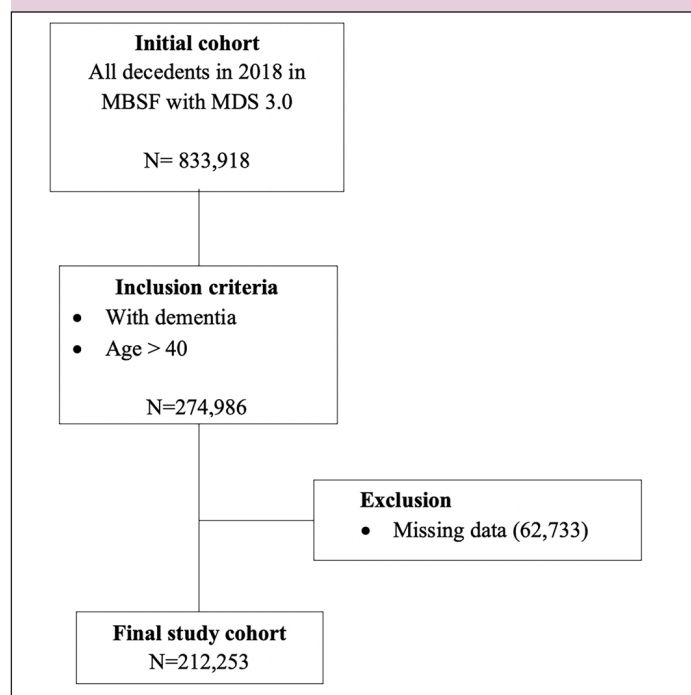 Initial cohort
All decedents in 2018 in
MBSF with MDS 3.0
N= 833,918
Inclusion criteria
• With dementia
• Age > 40
N=274,986
Exclusion
• Missing data (62,733)
Final study cohort
N=212,253